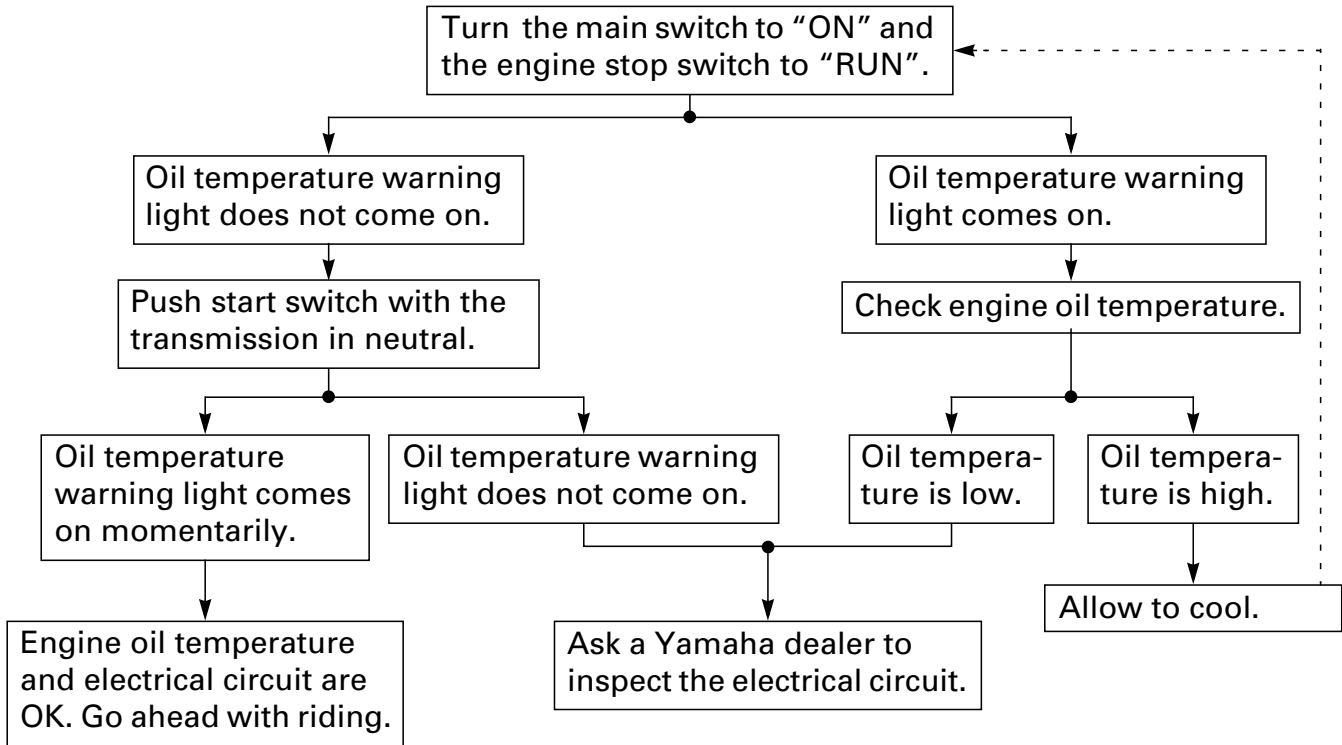 Turn the main switch to “ON” and
the engine stop switch to “RUN”.
Oil temperature warning
light does not come on.
Oil temperature warning
light comes on.
Push start switch with the
transmission in neutral.
Check engine oil temperature.
Oil temperature
warning light comes
on momentarily.
Oil temperature warning
light does not come on.
Oil tempera-
ture is low.
Oil tempera-
ture is high.
Allow to cool.
Engine oil temperature
and electrical circuit are
OK. Go ahead with riding.
Ask a Yamaha dealer to
inspect the electrical circuit.